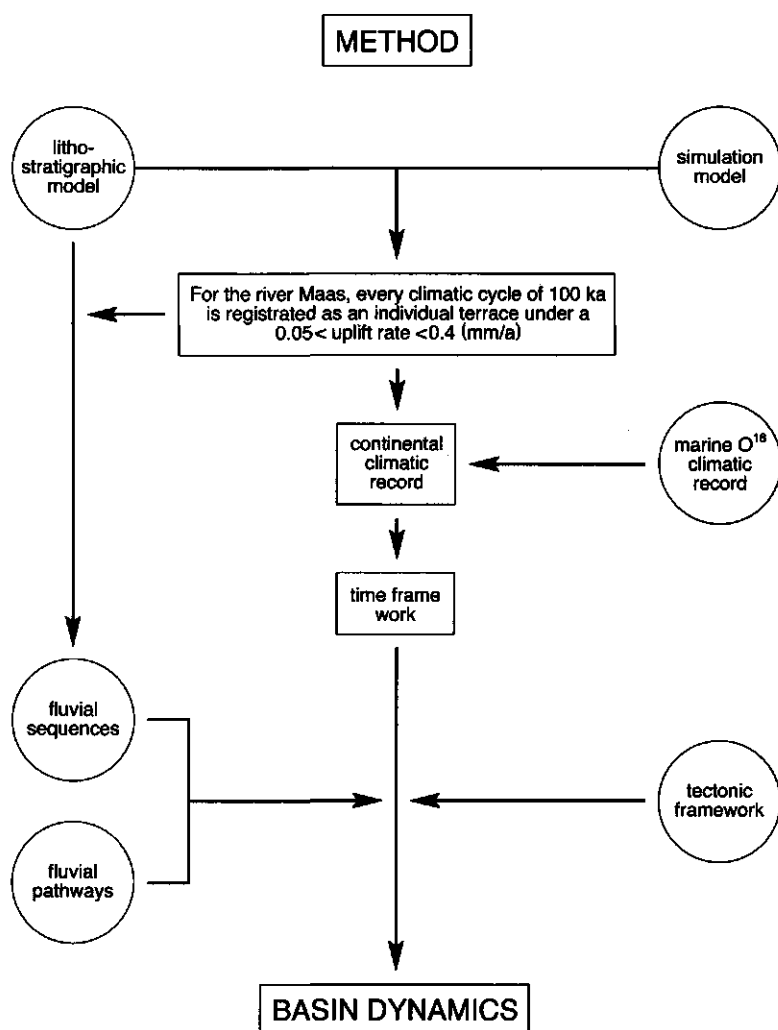 METHOD
litho-
stratigraphic
model
simulation
model
For the river Maas, every climatic cycle of 100 ka
is registrated as an individual terrace under a
0.05< uplift rate <0.4 (mm/a)
continental
climatic
record
marine O¹⁸
climatic
record
time frame
work
fluvial
sequences
tectonic
framework
fluvial
pathways
BASIN DYNAMICS